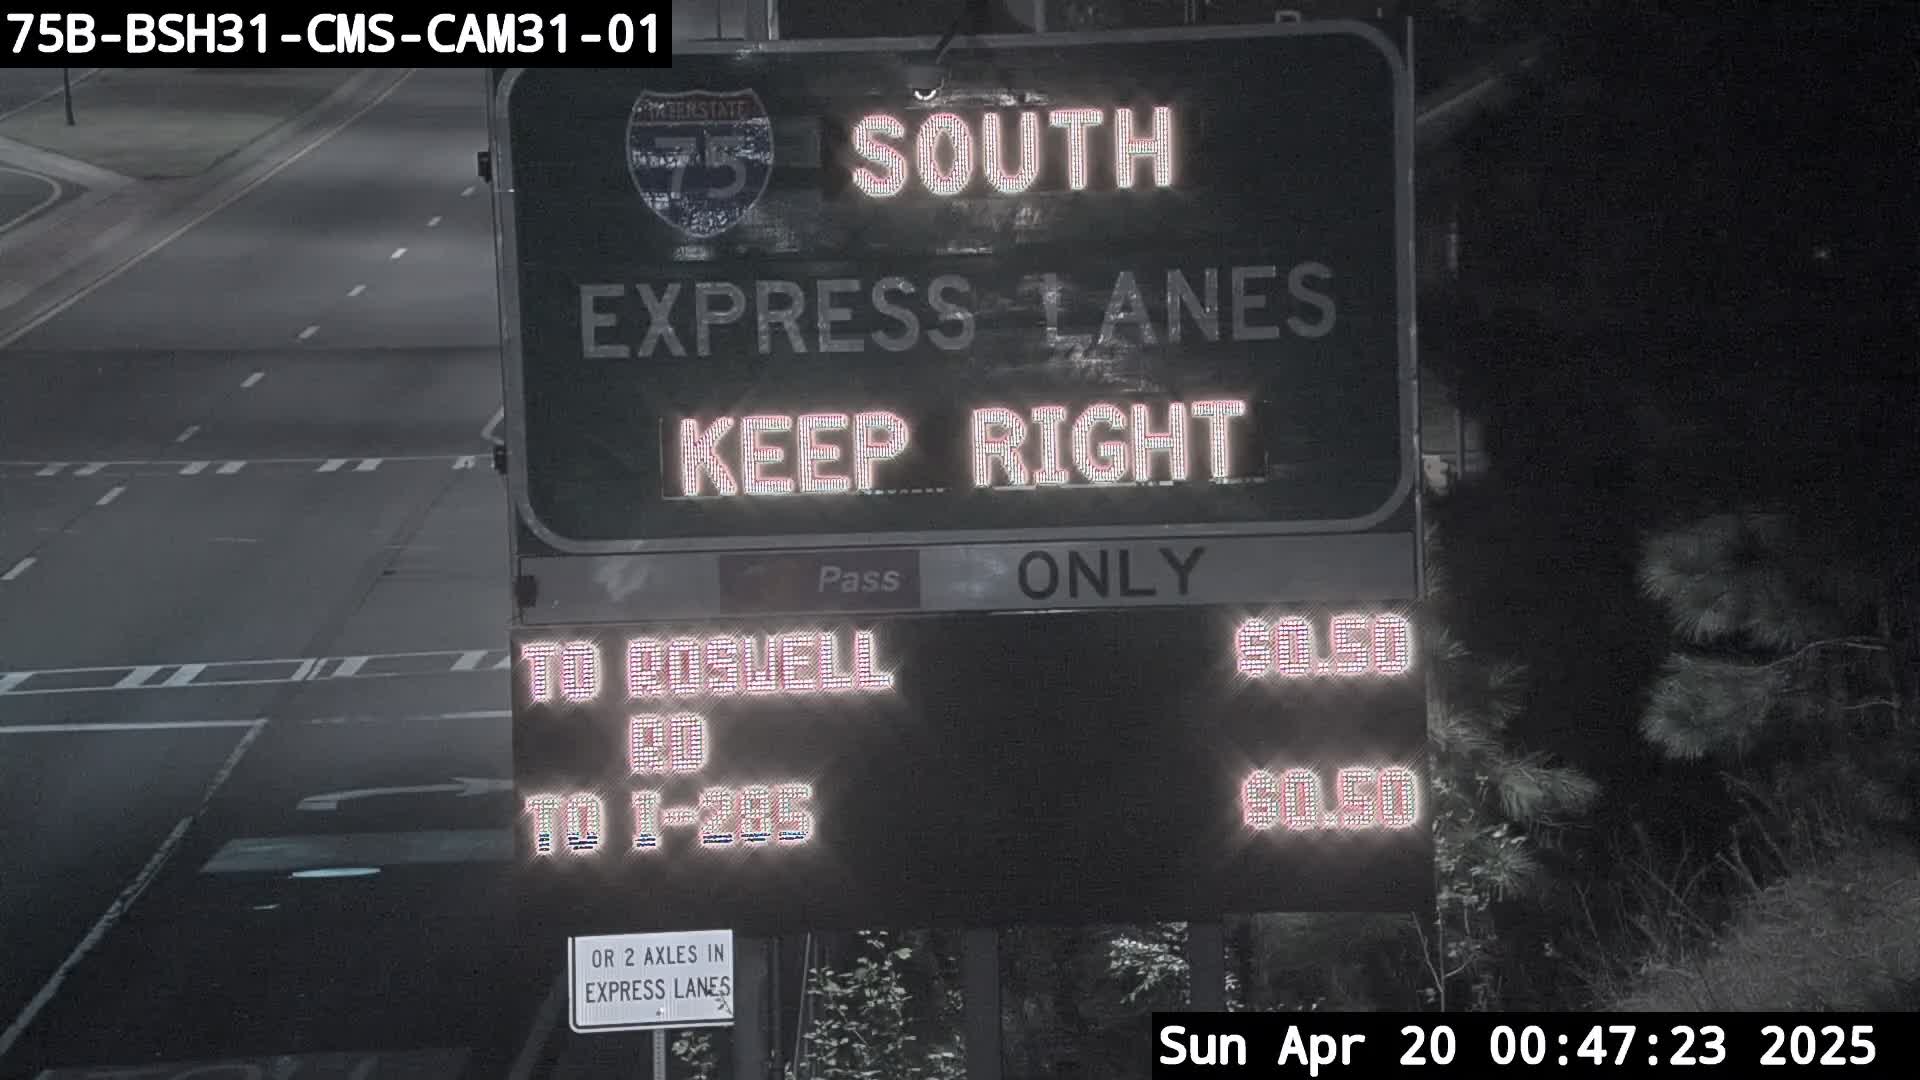 75B-BSH31-CMS-CAM31-01
INTERSTATE
75
SOUTH
EXPRESS LANES
KEEP RIGHT
Pass ONLY
TO ROSWELL $0.50
RD
TO I-285 $0.50
OR 2 AXLES IN
EXPRESS LANES
Sun Apr 20 00:47:23 2025